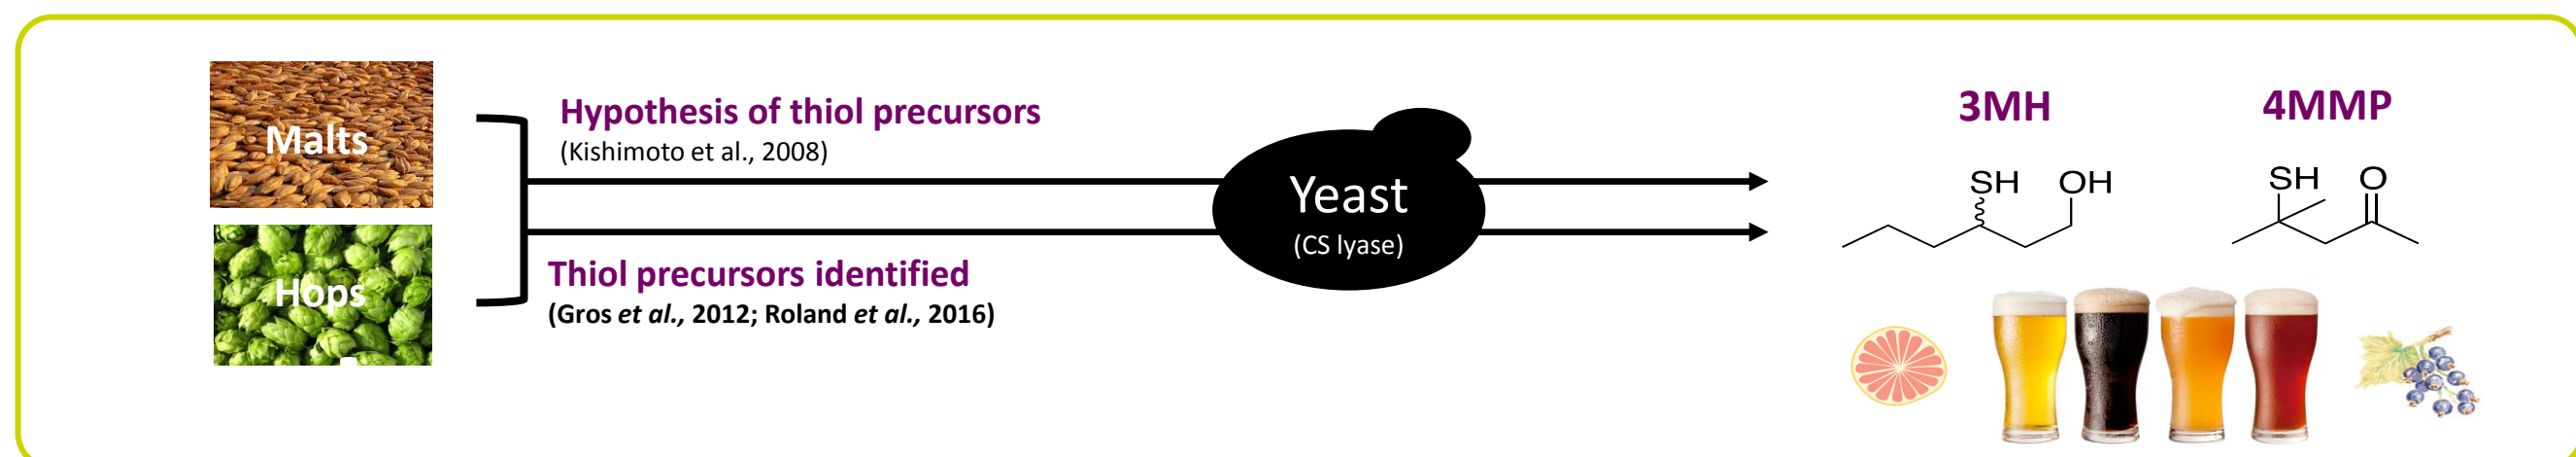 Malts
Hops
Hypothesis of thiol precursors
(Kishimoto et al., 2008)
Thiol precursors identified
(Gros et al., 2012; Roland et al., 2016)
Yeast
(CS lyase)
3MH
4MMP
SH OH
SH O